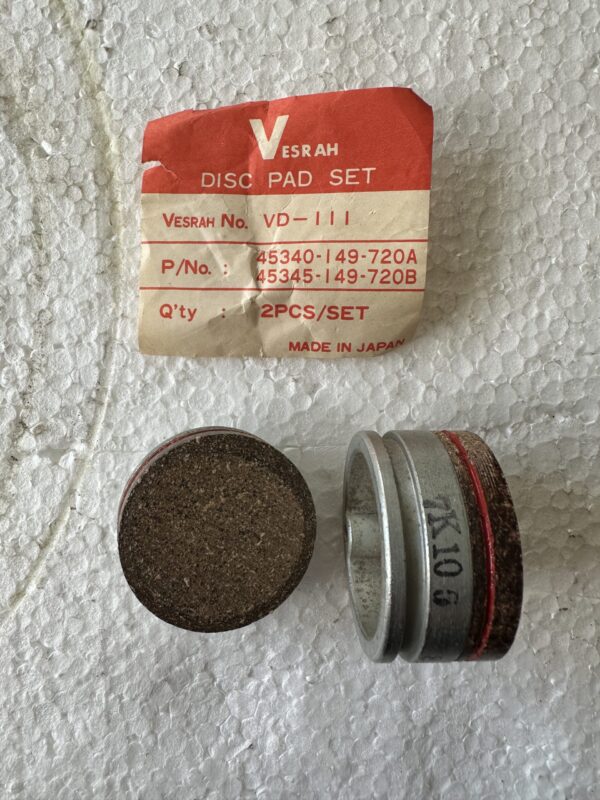 VESRAH
DISC PAD SET
VESRAH No. VD-111
P/No. : 45340-149-720A
45345-149-720B
Q'ty : 2PCS/SET
MADE IN JAPAN
7K10